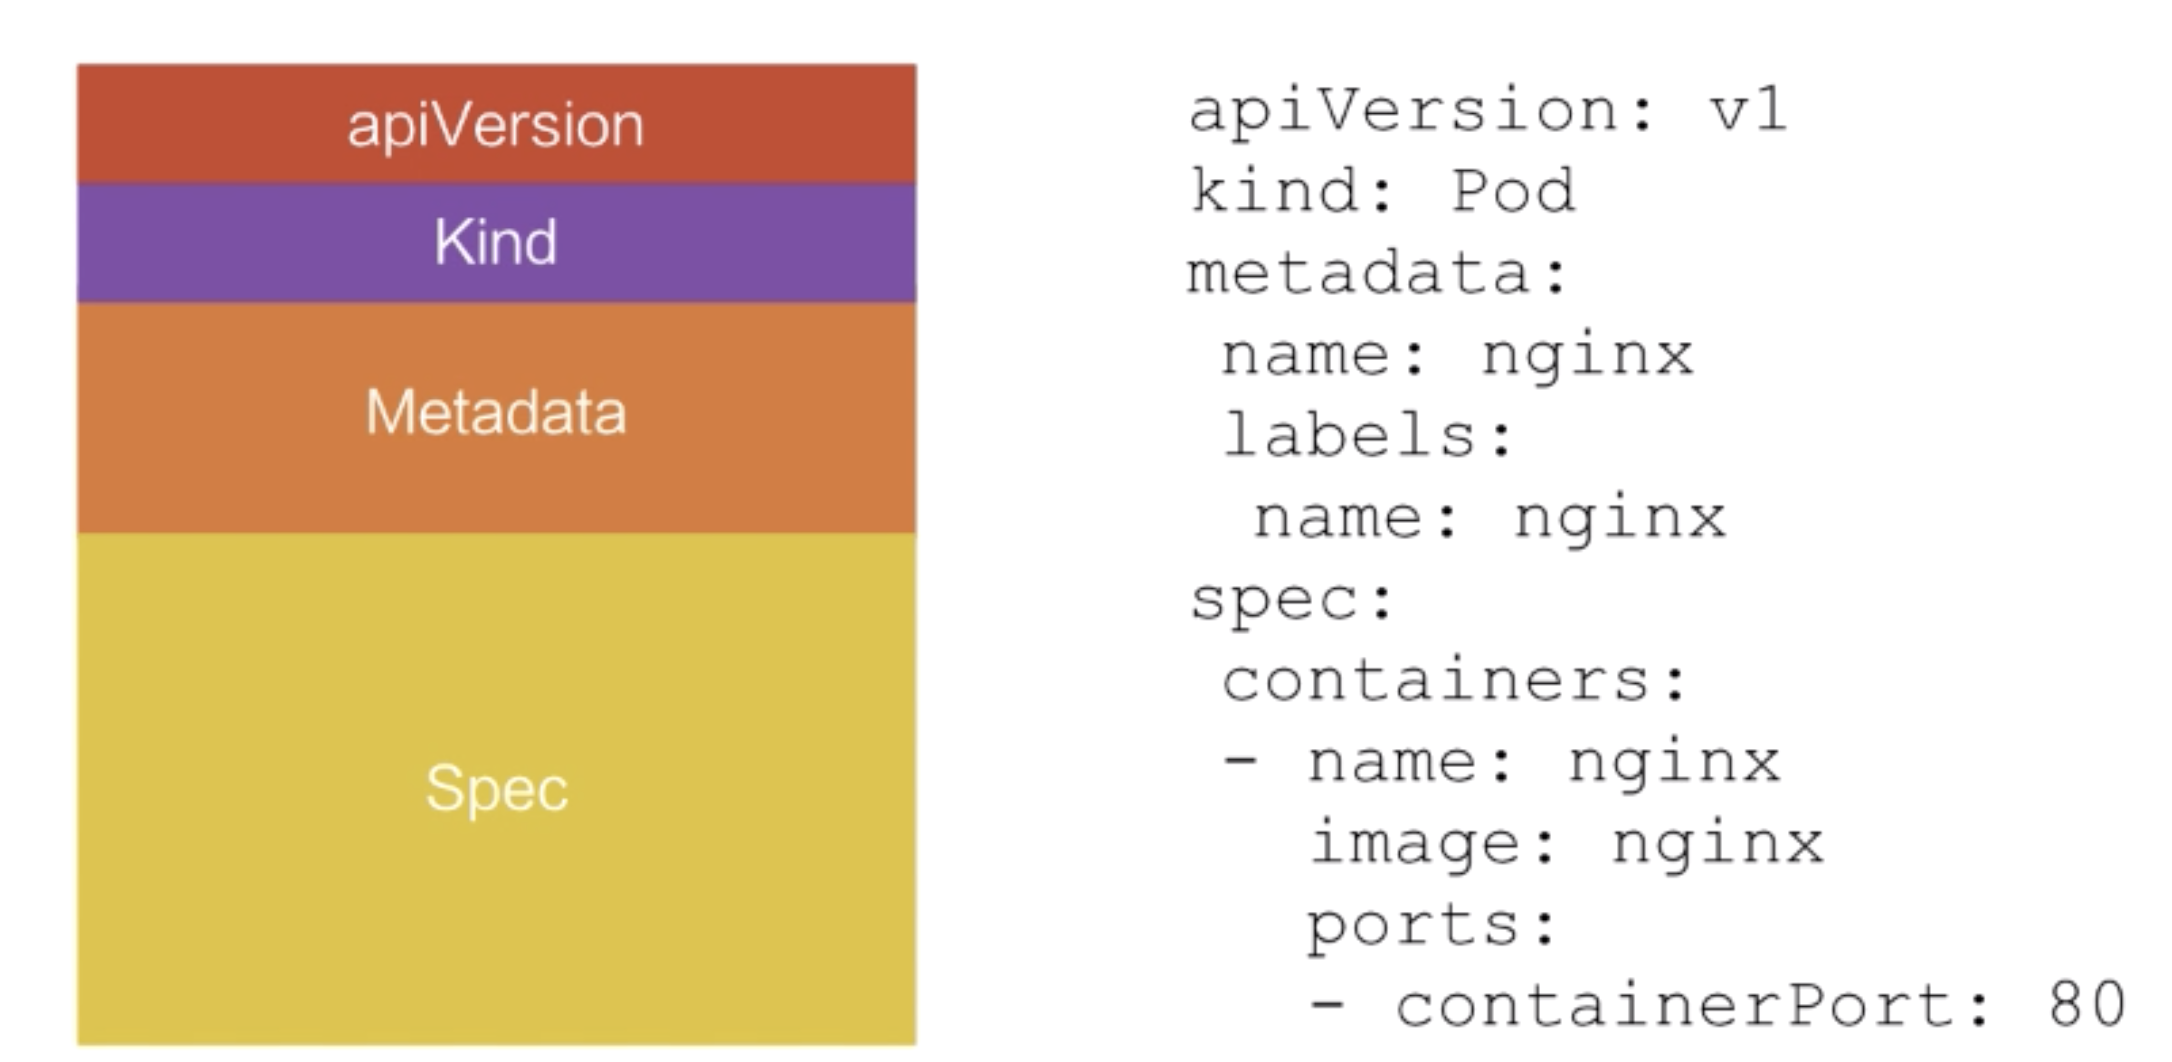 apiVersion
Kind
Metadata
Spec
apiVersion: v1
kind: Pod
metadata:
 name: nginx
 labels:
  name: nginx
spec:
 containers:
 - name: nginx
   image: nginx
   ports:
   - containerPort: 80